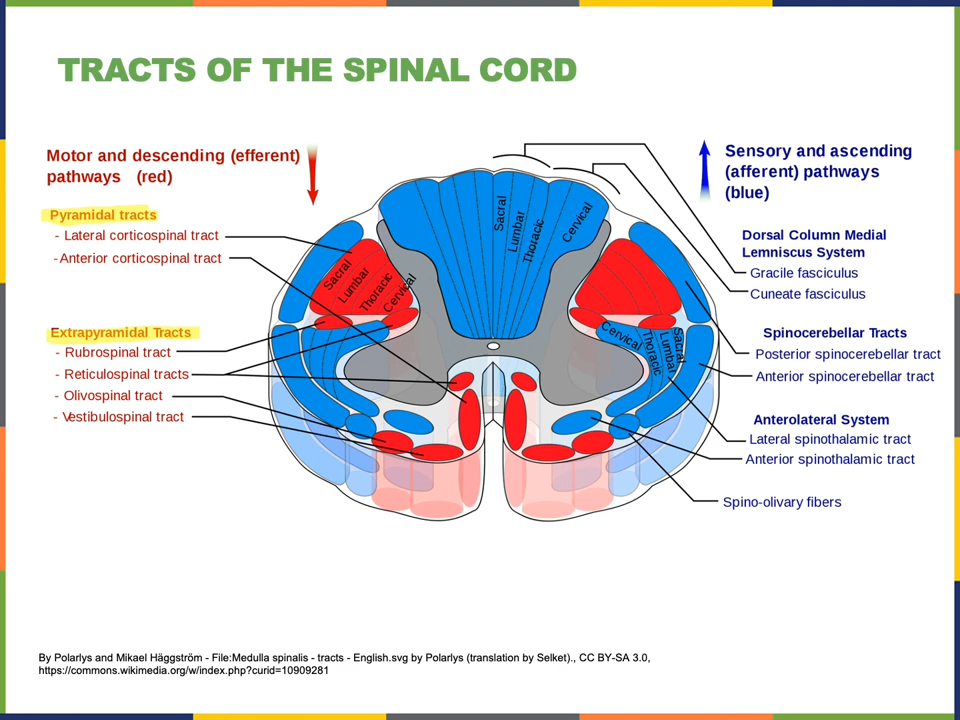 TRACTS OF THE SPINAL CORD
Motor and descending (efferent)
pathways (red)
Pyramidal tracts
- Lateral corticospinal tract
-Anterior corticospinal tract
Extrapyramidal Tracts
- Rubrospinal tract
- Reticulospinal tracts
- Olivospinal tract
- Vestibulospinal tract
Sacral
Lumbar
Thoracic
Cervical
Sacral
Lumbar
Thoracic
Cervical
Cervical
Thoracic
Lumbar
Sacral
Sensory and ascending
(afferent) pathways
(blue)
Dorsal Column Medial
Lemniscus System
Gracile fasciculus
Cuneate fasciculus
Spinocerebellar Tracts
Posterior spinocerebellar tract
Anterior spinocerebellar tract
Anterolateral System
Lateral spinothalamic tract
Anterior spinothalamic tract
Spino-olivary fibers
By Polarlys and Mikael Häggström - File:Medulla spinalis - tracts - English.svg by Polarlys (translation by Selket)., CC BY-SA 3.0,
https://commons.wikimedia.org/w/index.php?curid=10909281